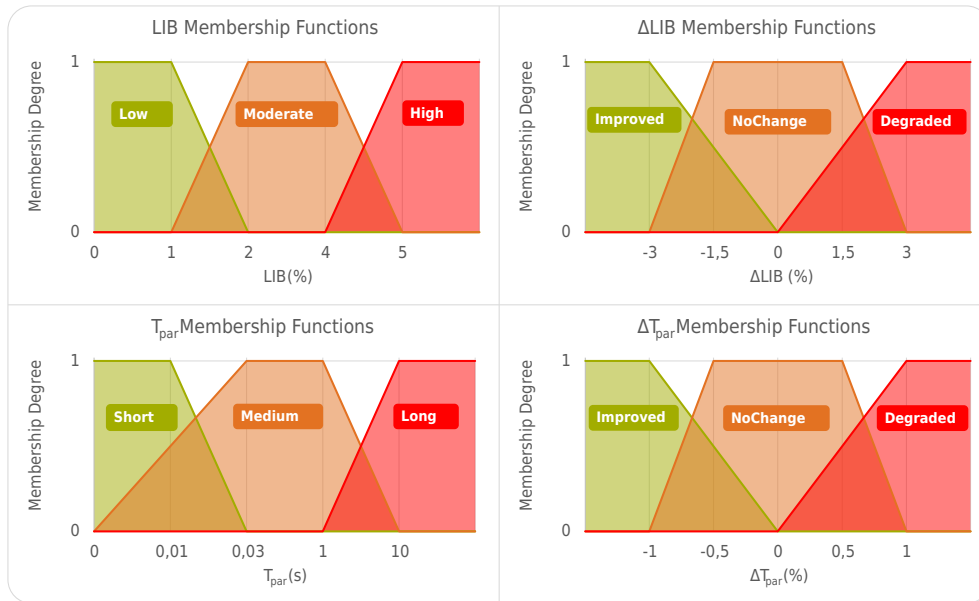 LIB Membership Functions
Membership Degree
1
0
Low
Moderate
High
0 1 2 4 5
LIB(%)
ΔLIB Membership Functions
Membership Degree
1
0
Improved
NoChange
Degraded
-3 -1,5 0 1,5 3
ΔLIB (%)
Tpar Membership Functions
Membership Degree
1
0
Short
Medium
Long
0 0,01 0,03 1 10
Tpar(s)
ΔTpar Membership Functions
Membership Degree
1
0
Improved
NoChange
Degraded
-1 -0,5 0 0,5 1
ΔTpar(%)